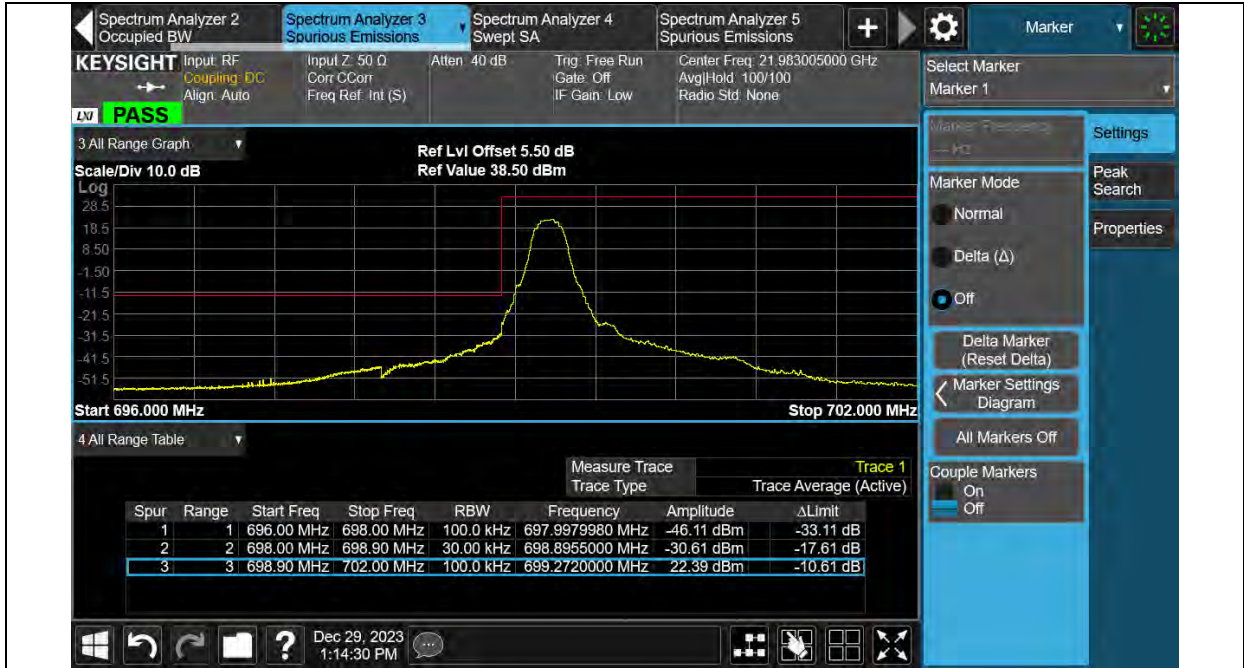 Spectrum Analyzer 2
Occupied BW
Spectrum Analyzer 3
Spurious Emissions
Spectrum Analyzer 4
Swept SA
Spectrum Analyzer 5
Spurious Emissions
Marker
KEYSIGHT
Input: RF
Coupling: DC
Align: Auto
Input Z: 50 Ω
Corr CCorr
Freq Ref: Int (S)
Atten: 40 dB
Trig: Free Run
Gate: Off
IF Gain: Low
Center Freq: 21.983005000 GHz
Avg|Hold: 100/100
Radio Std: None
LXI PASS
Select Marker
Marker 1
3 All Range Graph
Scale/Div 10.0 dB
Ref Lvl Offset 5.50 dB
Ref Value 38.50 dBm
Log
28.5
18.5
8.50
-1.50
-11.5
-21.5
-31.5
-41.5
-51.5
Start 696.000 MHz
Stop 702.000 MHz
4 All Range Table
Measure Trace Trace 1
Trace Type Trace Average (Active)
Spur Range Start Freq Stop Freq RBW Frequency Amplitude ΔLimit
1 1 696.00 MHz 698.00 MHz 100.0 kHz 697.9979980 MHz -46.11 dBm -33.11 dB
2 2 698.00 MHz 698.90 MHz 30.00 kHz 698.8955000 MHz -30.61 dBm -17.61 dB
3 3 698.90 MHz 702.00 MHz 100.0 kHz 699.2720000 MHz 22.39 dBm -10.61 dB
Marker Frequency
--- Hz
Marker Mode
Normal
Delta (Δ)
Off
Delta Marker
(Reset Delta)
Marker Settings
Diagram
All Markers Off
Couple Markers
On
Off
Settings
Peak
Search
Properties
?
Dec 29, 2023
1:14:30 PM